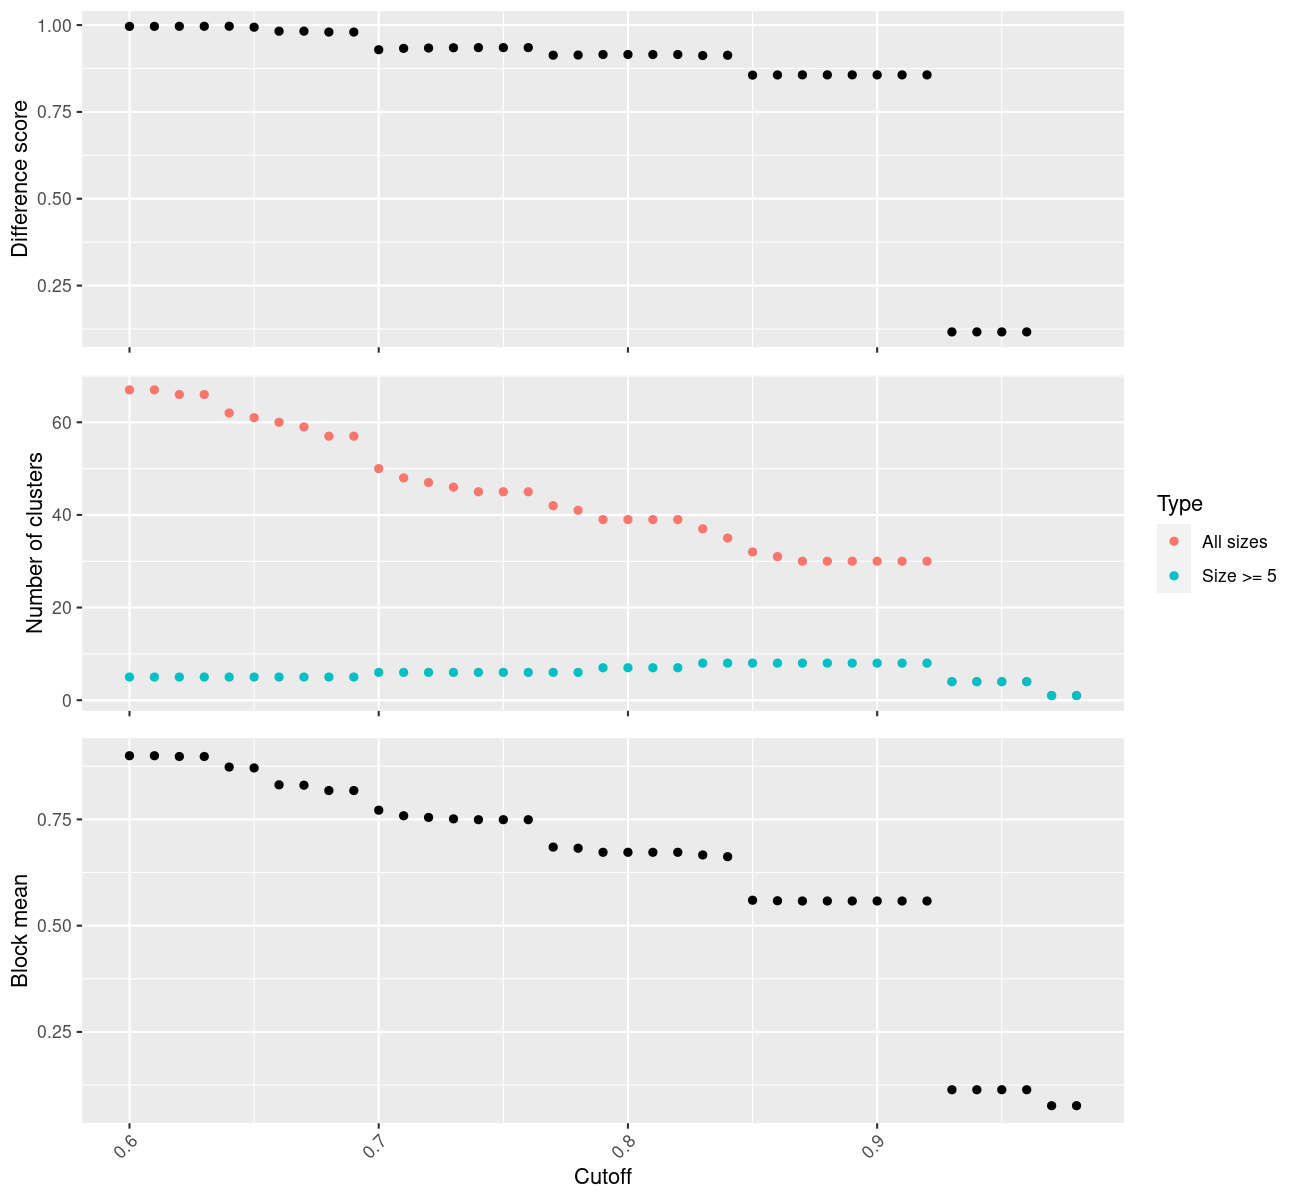 Difference score
1.00
0.75
0.50
0.25
Number of clusters
60
40
20
0
Type
All sizes
Size >= 5
Block mean
0.75
0.50
0.25
0.6
0.7
0.8
0.9
Cutoff